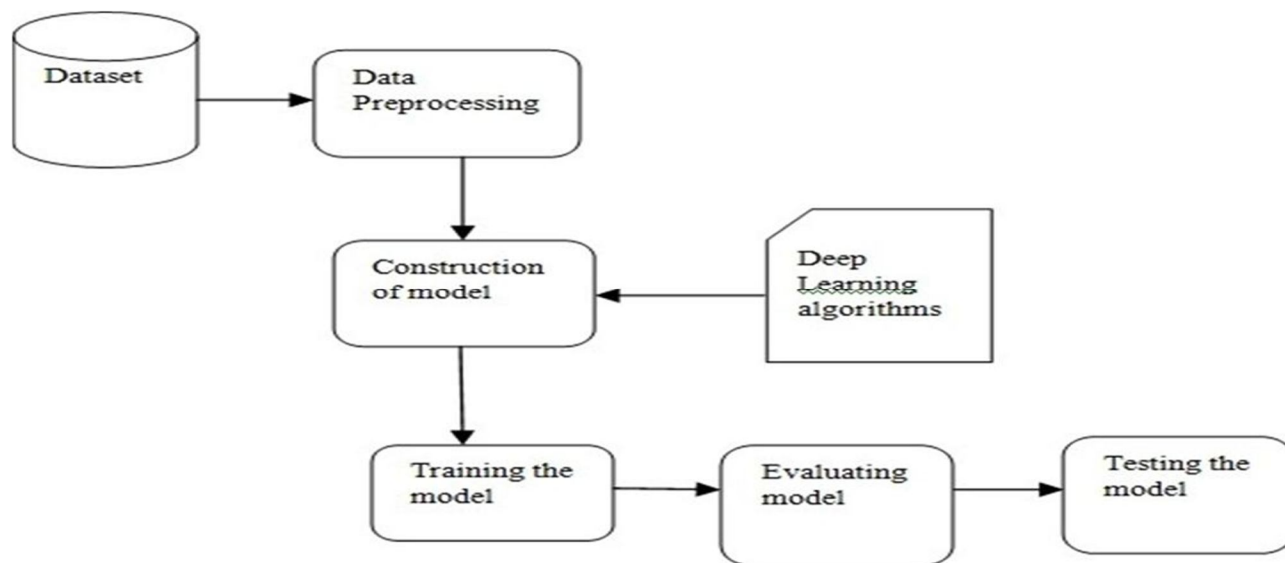 Dataset
Data
Preprocessing
Construction
of model
Deep
Learning
algorithms
Training the
model
Evaluating
model
Testing the
model